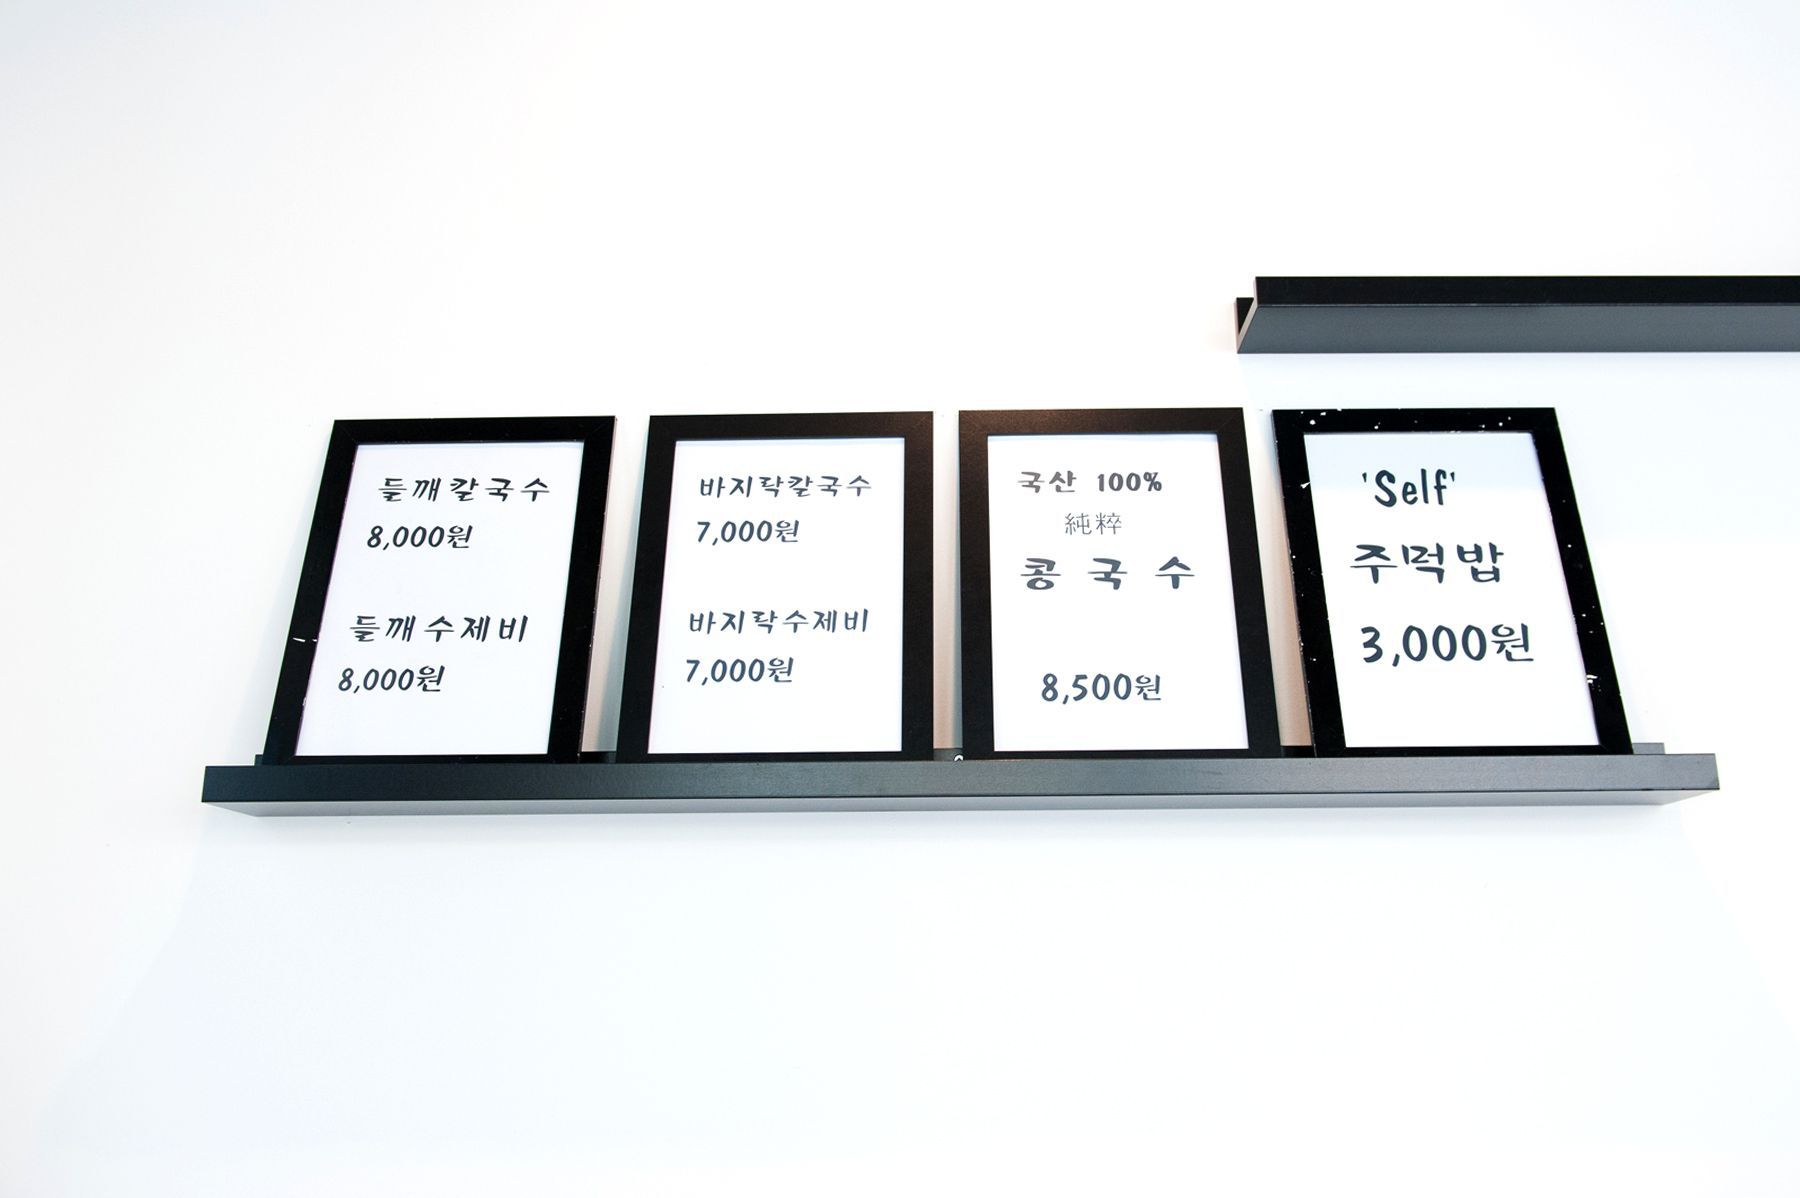 들깨칼국수
8,000원
들깨수제비
8,000원
바지락칼국수
7,000원
바지락수제비
7,000원
국산 100%
純粹
콩국수
8,500원
'Self'
주먹밥
3,000원